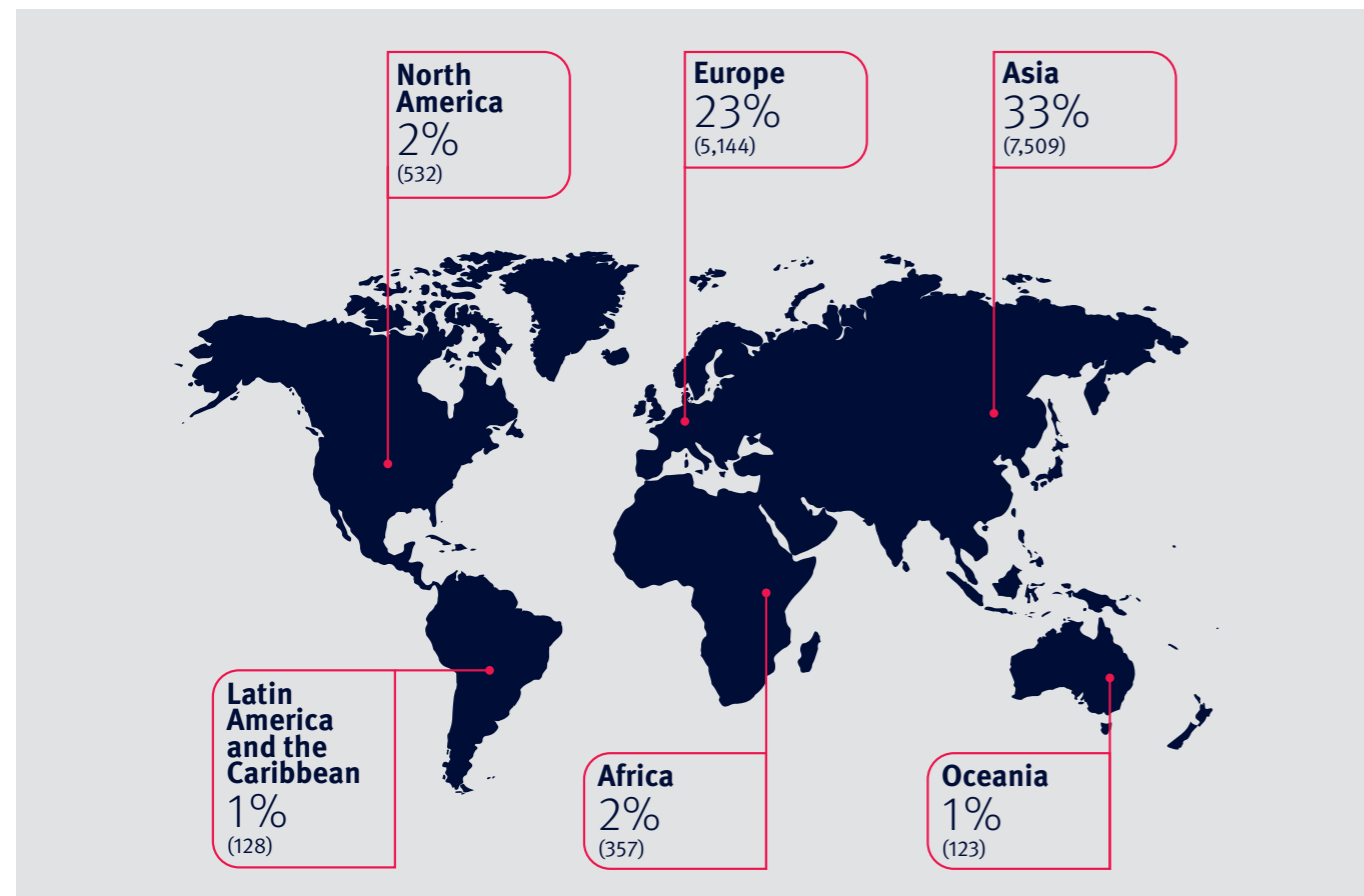 North
America
2%
(532)
Europe
23%
(5,144)
Asia
33%
(7,509)
Latin
America
and the
Caribbean
1%
(128)
Africa
2%
(357)
Oceania
1%
(123)